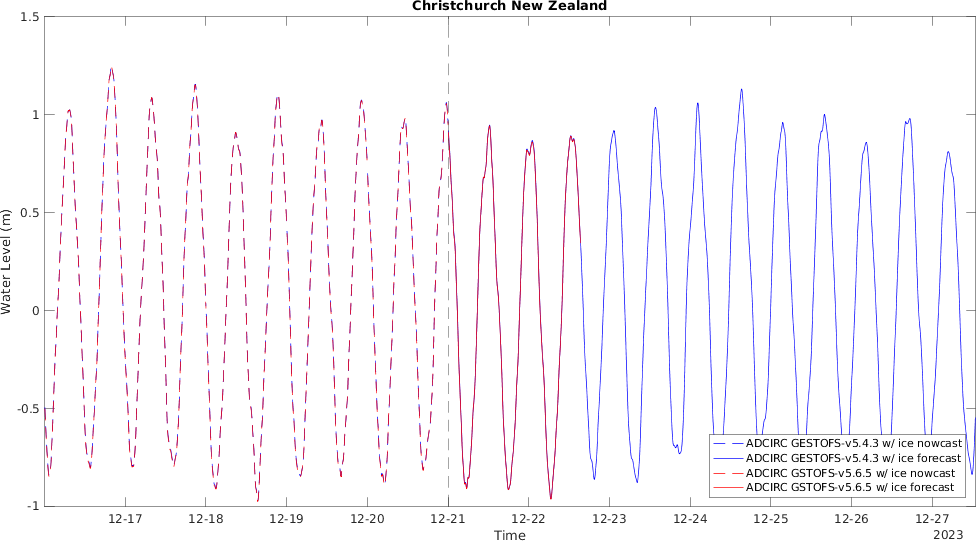 Christchurch New Zealand
1.5
1
0.5
0
-0.5
-1
Water Level (m)
12-17 12-18 12-19 12-20 12-21 12-22 12-23 12-24 12-25 12-26 12-27
Time
2023
ADCIRC GESTOFS-v5.4.3 w/ ice nowcast
ADCIRC GESTOFS-v5.4.3 w/ ice forecast
ADCIRC GSTOFS-v5.6.5 w/ ice nowcast
ADCIRC GSTOFS-v5.6.5 w/ ice forecast